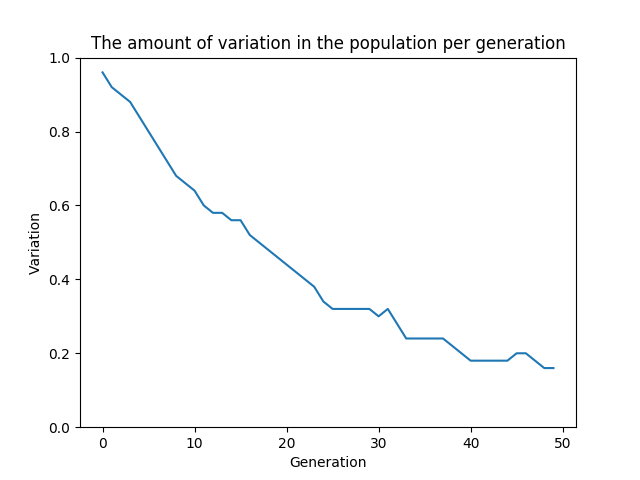 The amount of variation in the population per generation
1.0
0.8
0.6
0.4
0.2
0.0
Variation
0 10 20 30 40 50
Generation